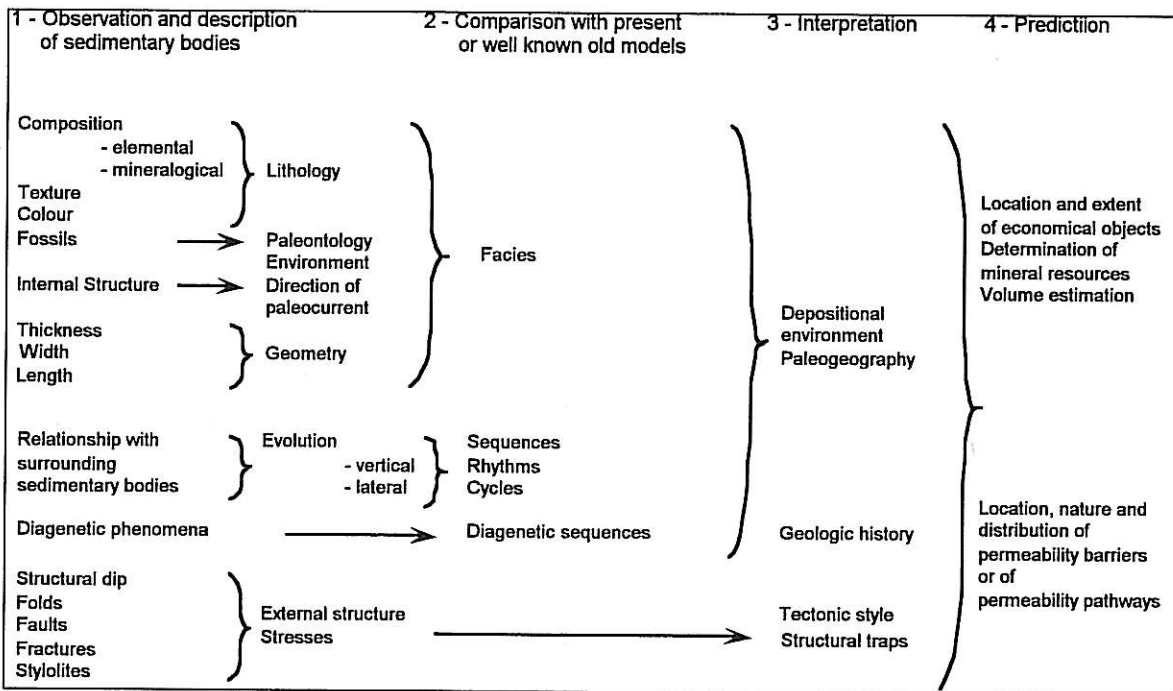 1 - Observation and description
of sedimentary bodies
2 - Comparison with present
or well known old models
3 - Interpretation
4 - Predictiion
Composition
- elemental
- mineralogical
Texture
Colour
Lithology
Fossils
Paleontology
Environment
Internal Structure
Direction of
paleocurrent
Thickness
Width
Length
Geometry
Facies
Relationship with
surrounding
sedimentary bodies
Evolution
- vertical
- lateral
Sequences
Rhythms
Cycles
Diagenetic phenomena
Diagenetic sequences
Structural dip
Folds
Faults
Fractures
Stylolites
External structure
Stresses
Depositional
environment
Paleogeography
Geologic history
Tectonic style
Structural traps
Location and extent
of economical objects
Determination of
mineral resources
Volume estimation
Location, nature and
distribution of
permeability barriers
or of
permeability pathways